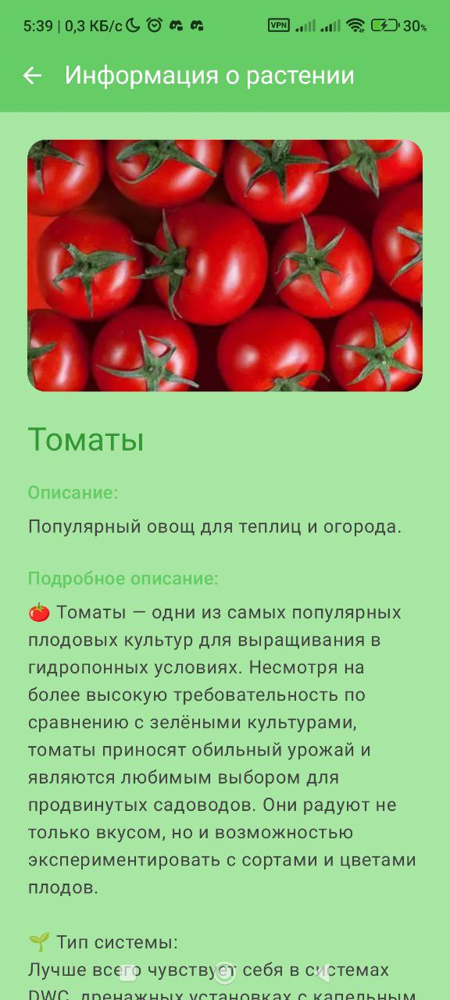 5:39 | 0,3 КБ/с VPN 30%
Информация о растении
Томаты
Описание:
Популярный овощ для теплиц и огорода.
Подробное описание:
🍅 Томаты — одни из самых популярных
плодовых культур для выращивания в
гидропонных условиях. Несмотря на
более высокую требовательность по
сравнению с зелёными культурами,
томаты приносят обильный урожай и
являются любимым выбором для
продвинутых садоводов. Они радуют не
только вкусом, но и возможностью
экспериментировать с сортами и цветами
плодов.
🌱 Тип системы:
Лучше всего чувствует себя в системах
DWC, дренажных установках с капельным